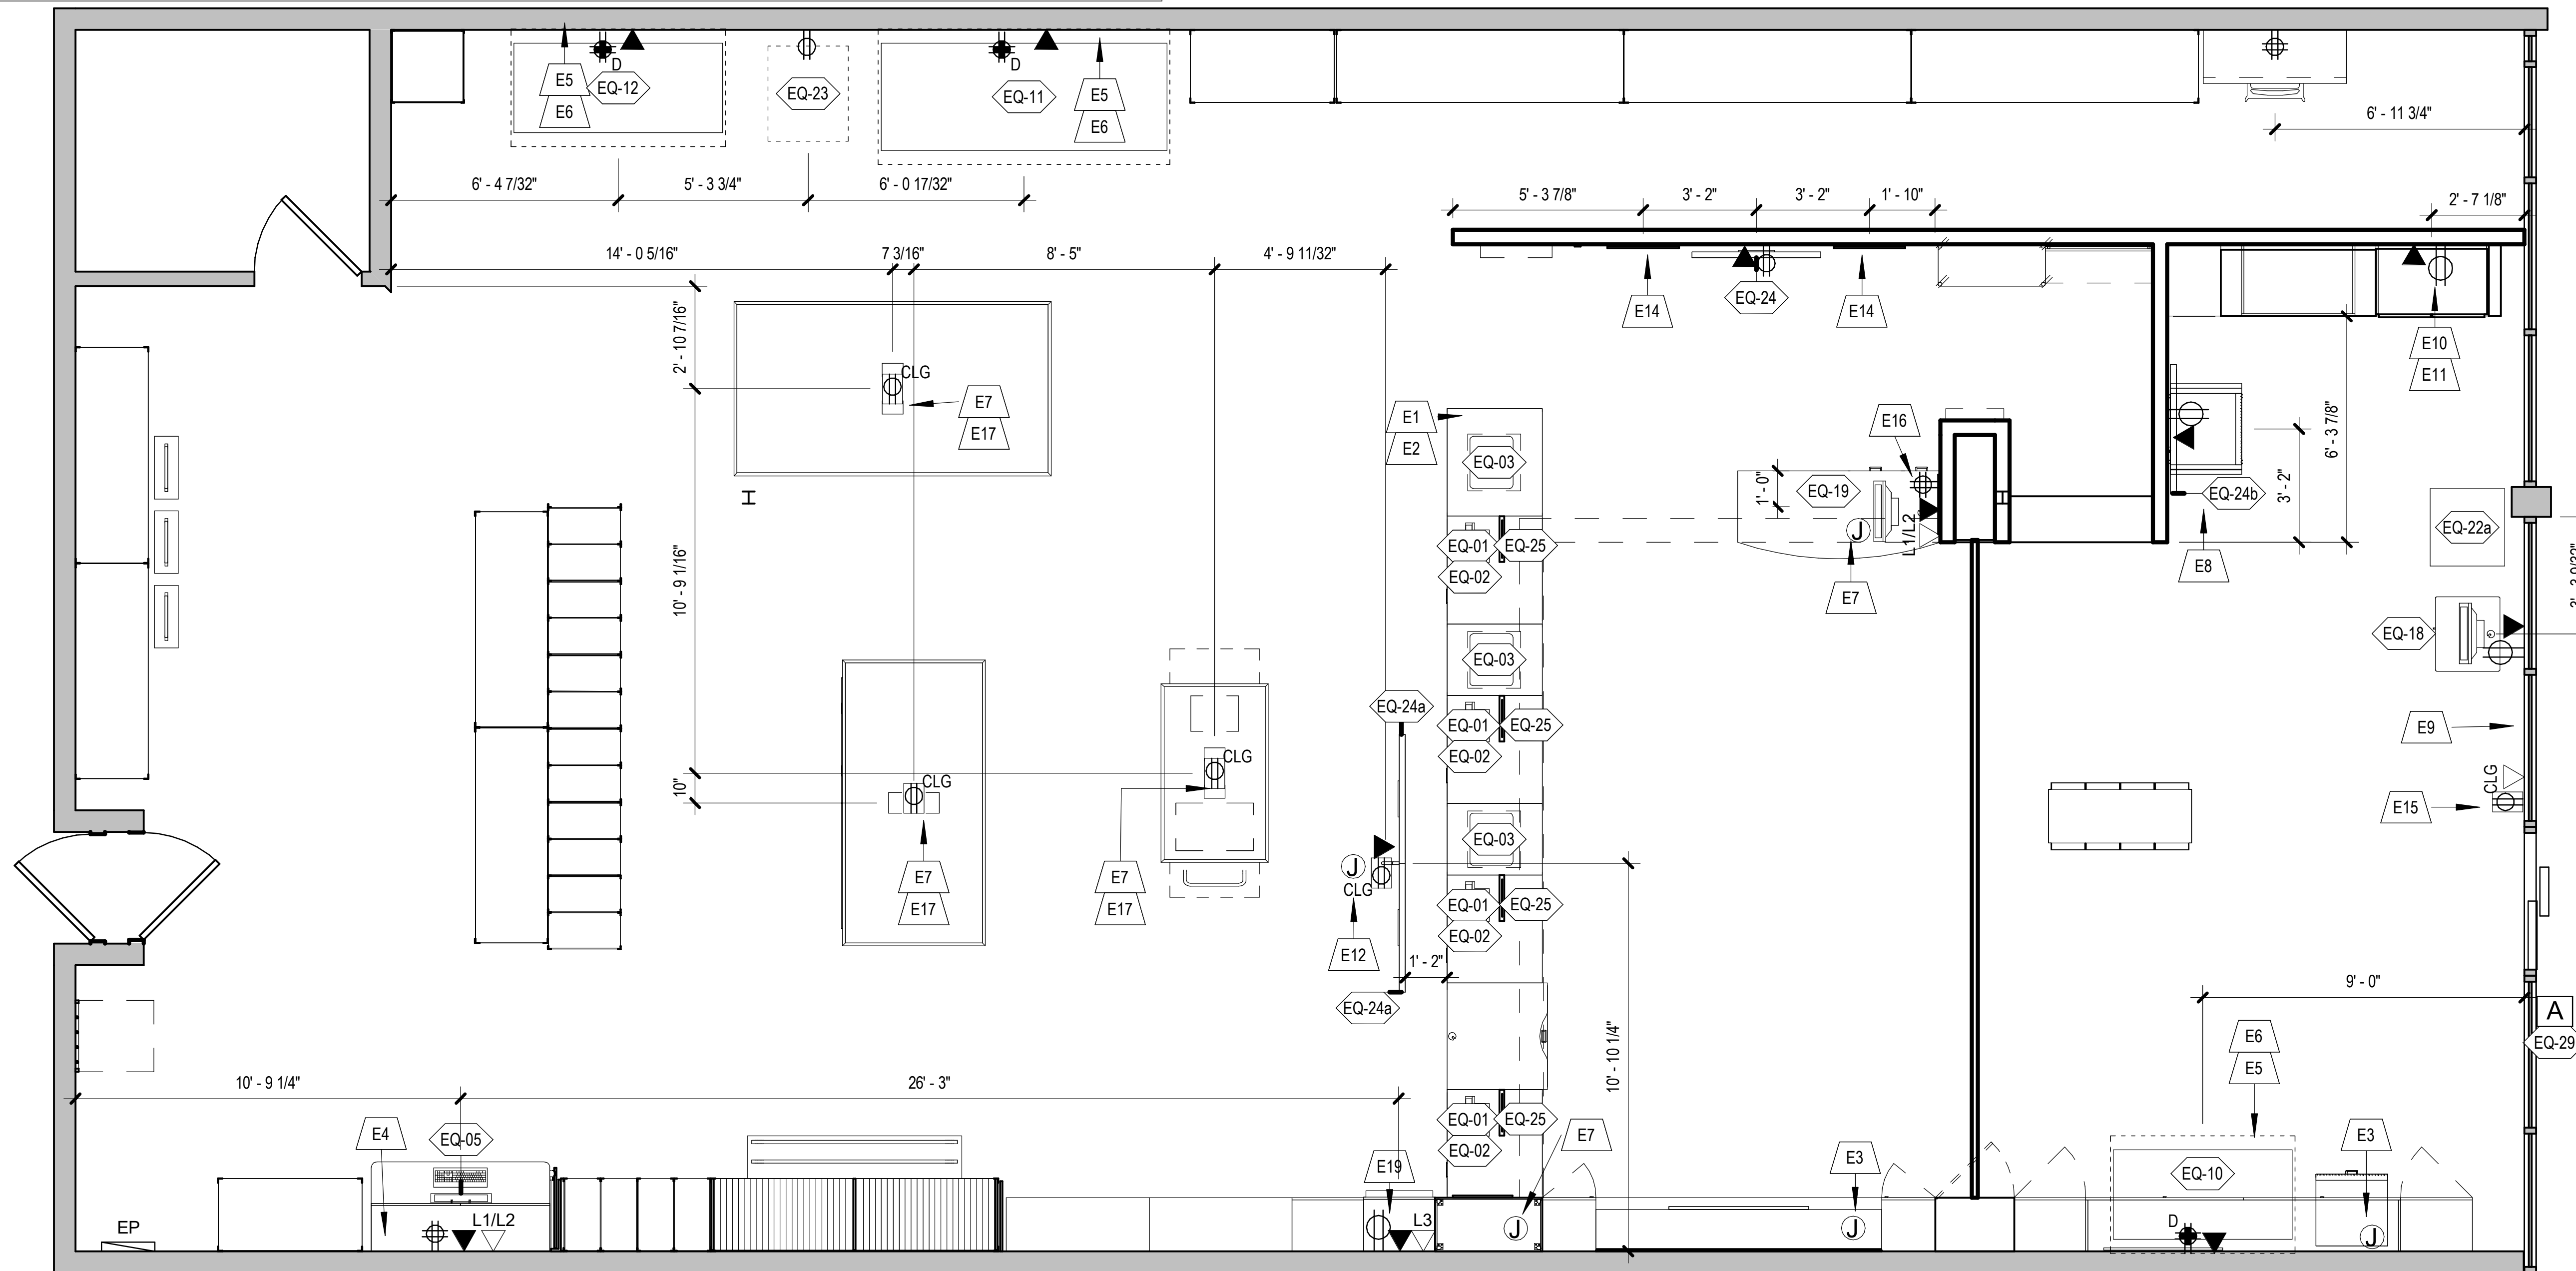 E5
E6
EQ-12
D
EQ-23
D
EQ-11
E5
E6
6' - 11 3/4"
6' - 4 7/32"
5' - 3 3/4"
6' - 0 17/32"
5' - 3 7/8"
3' - 2"
3' - 2"
1' - 10"
2' - 7 1/8"
14' - 0 5/16"
7 3/16"
8' - 5"
4' - 9 11/32"
E14
EQ-24
E14
E10
E11
2' - 10 7/16"
CLG
E7
E17
E1
E2
EQ-03
E16
1' - 0"
EQ-19
J
L1/L2
E7
EQ-24b
E8
3' - 2"
6' - 3 7/8"
EQ-22a
EQ-01
EQ-25
EQ-02
10' - 9 1/16"
EQ-03
EQ-18
EQ-24a
EQ-01
EQ-25
EQ-02
E9
10"
CLG
CLG
CLG
E15
EQ-03
E7
E17
E7
E17
J
CLG
E12
EQ-01
EQ-25
EQ-02
1' - 2"
EQ-24a
10' - 10 1/4"
9' - 0"
A
EQ-29
E6
E5
10' - 9 1/4"
26' - 3"
E4
EQ-05
EQ-01
EQ-25
EQ-02
E7
E19
E3
EQ-10
E3
EP
L1/L2
L3
J
J
D
J